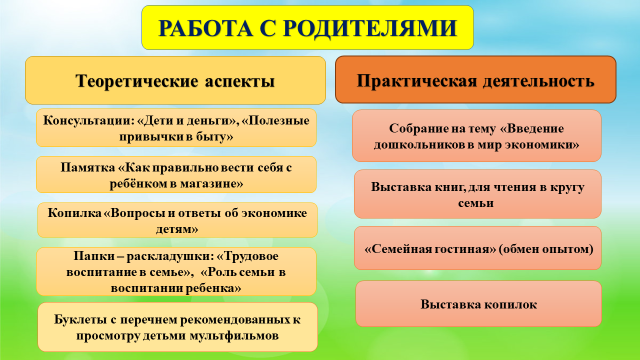 РАБОТА С РОДИТЕЛЯМИ
Теоретические аспекты
Консультации: «Дети и деньги», «Полезные
привычки в быту»
Памятка «Как правильно вести себя с
ребёнком в магазине»
Копилка «Вопросы и ответы об экономике
детям»
Папки – раскладушки: «Трудовое
воспитание в семье», «Роль семьи в
воспитании ребенка»
Буклеты с перечнем рекомендованных к
просмотру детьми мультфильмов
Практическая деятельность
Собрание на тему «Введение
дошкольников в мир экономики»
Выставка книг, для чтения в кругу
семьи
«Семейная гостиная» (обмен опытом)
Выставка копилок